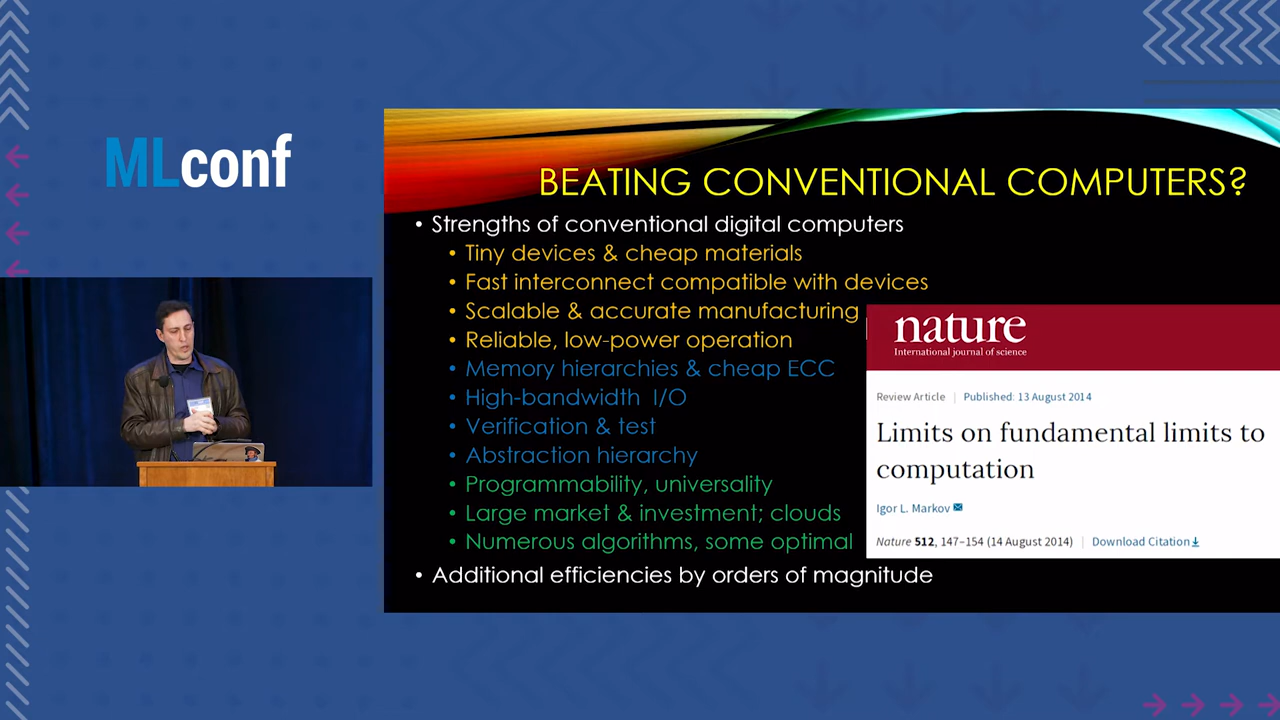 MLconf
BEATING CONVENTIONAL COMPUTERS?
• Strengths of conventional digital computers
• Tiny devices & cheap materials
• Fast interconnect compatible with devices
• Scalable & accurate manufacturing
• Reliable, low-power operation
• Memory hierarchies & cheap ECC
• High-bandwidth I/O
• Verification & test
• Abstraction hierarchy
• Programmability, universality
• Large market & investment; clouds
• Numerous algorithms, some optimal
• Additional efficiencies by orders of magnitude
nature
International journal of science
Review Article | Published: 13 August 2014
Limits on fundamental limits to
computation
Igor L. Markov
Nature 512, 147–154 (14 August 2014) | Download Citation